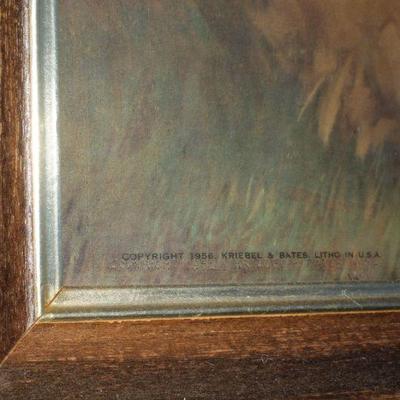 COPYRIGHT 1956, KRIEBEL & BATES, LITHO IN U.S.A.